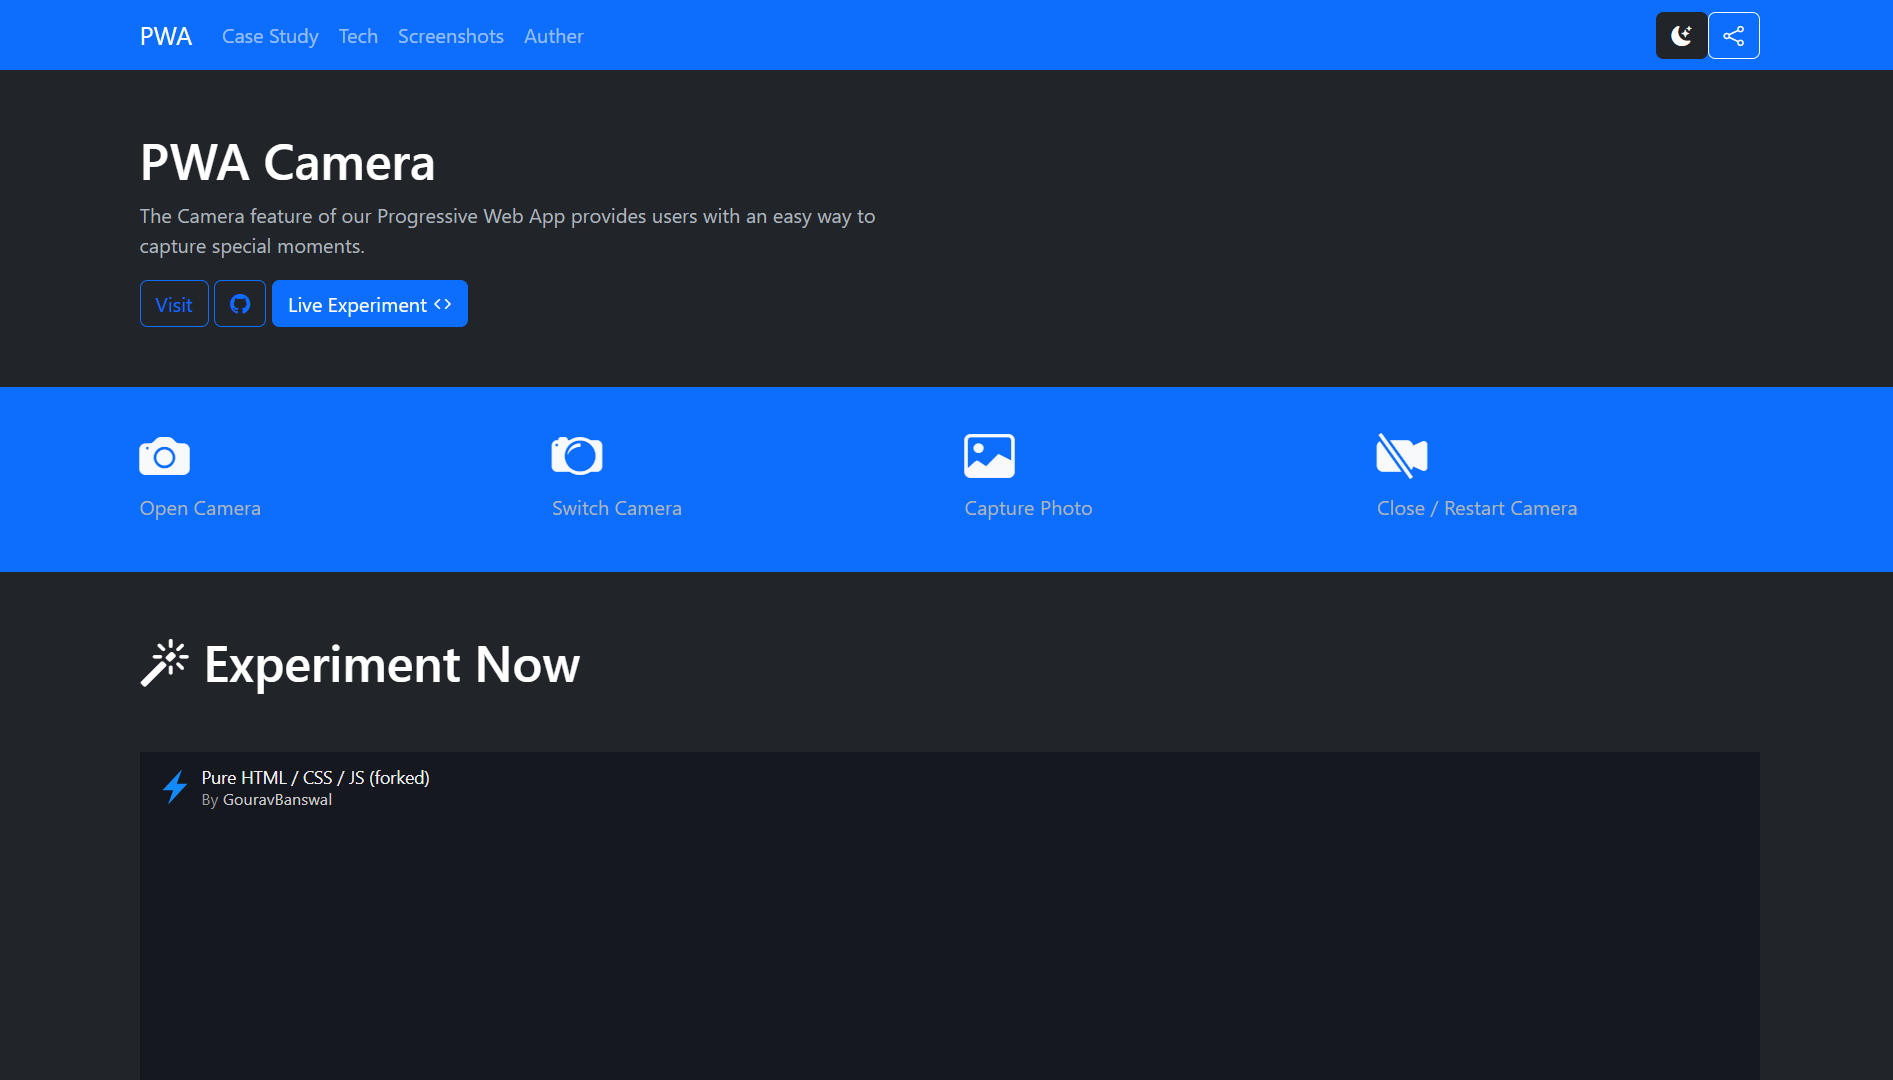 PWA
Case Study
Tech
Screenshots
Auther
PWA Camera
The Camera feature of our Progressive Web App provides users with an easy way to
capture special moments.
Visit
Live Experiment <>
Open Camera
Switch Camera
Capture Photo
Close / Restart Camera
Experiment Now
Pure HTML / CSS / JS (forked)
By GouravBanswal